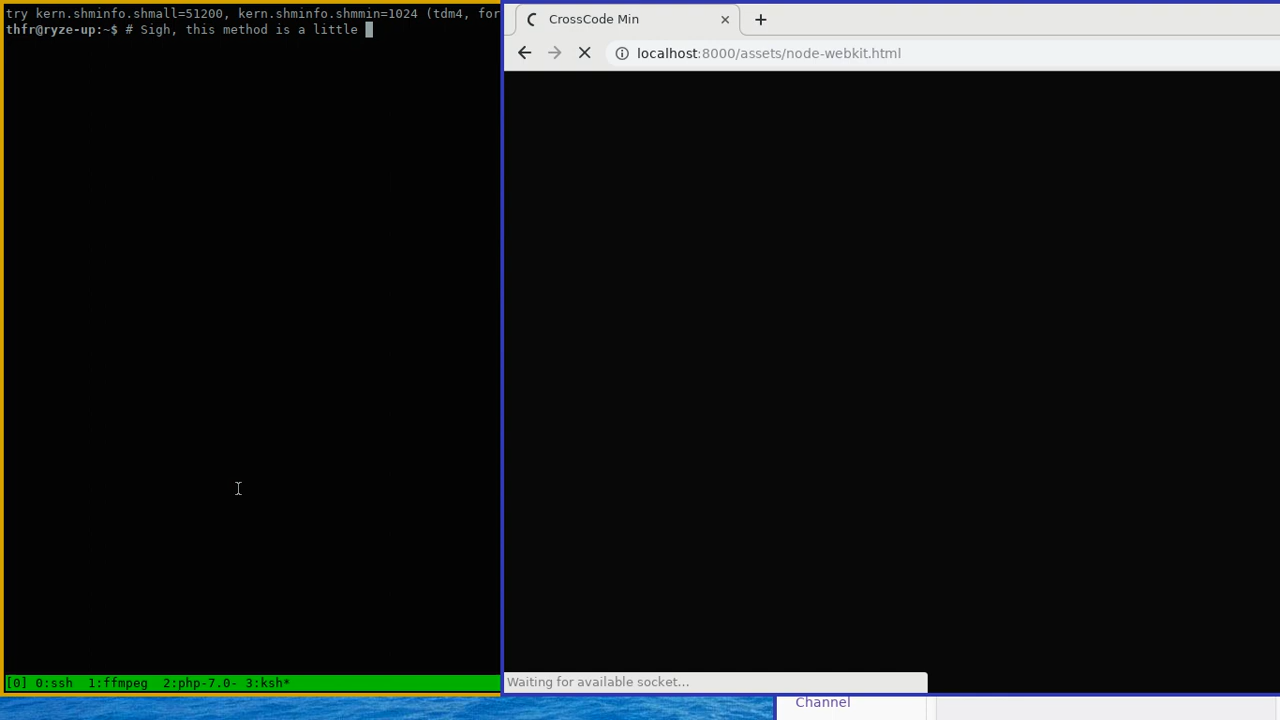 try kern.shminfo.shmall=51200, kern.shminfo.shmmin=1024 (tdm4, for
thfr@ryze-up:~$ # Sigh, this method is a little
[0] 0:ssh  1:ffmpeg  2:php-7.0- 3:ksh*
CrossCode Min
localhost:8000/assets/node-webkit.html
Waiting for available socket...
Channel